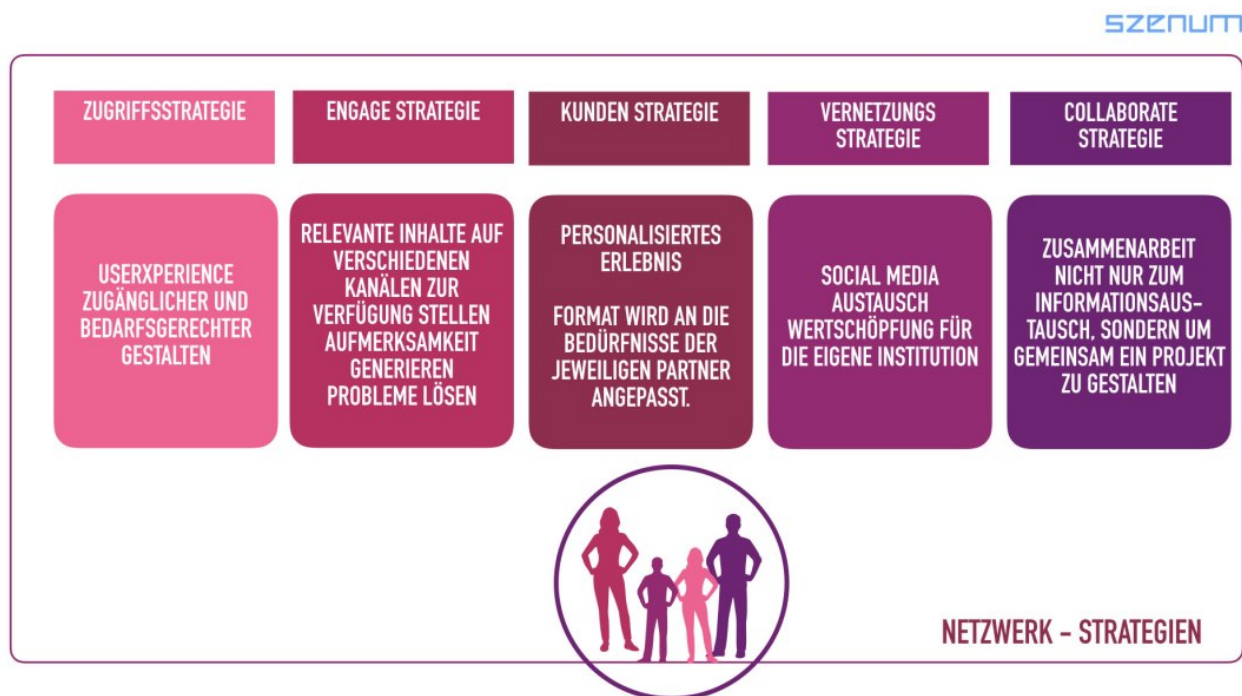 szenum
ZUGRIFFSSTRATEGIE
USERXPERIENCE
ZUGÄNGLICHER UND
BEDARFSGERECHTER
GESTALTEN
ENGAGE STRATEGIE
RELEVANTE INHALTE AUF
VERSCHIEDENEN
KANÄLEN ZUR
VERFÜGUNG STELLEN
AUFMERKSAMKEIT
GENERIEREN
PROBLEME LÖSEN
KUNDEN STRATEGIE
PERSONALISIERTES
ERLEBNIS
FORMAT WIRD AN DIE
BEDÜRFNISSE DER
JEWEILIGEN PARTNER
ANGEPASST.
VERNETZUNGS
STRATEGIE
SOCIAL MEDIA
AUSTAUSCH
WERTSCHÖPFUNG FÜR
DIE EIGENE INSTITUTION
COLLABORATE
STRATEGIE
ZUSAMMENARBEIT
NICHT NUR ZUM
INFORMATIONSAUS-
TAUSCH, SONDERN UM
GEMEINSAM EIN PROJEKT
ZU GESTALTEN
NETZWERK - STRATEGIEN